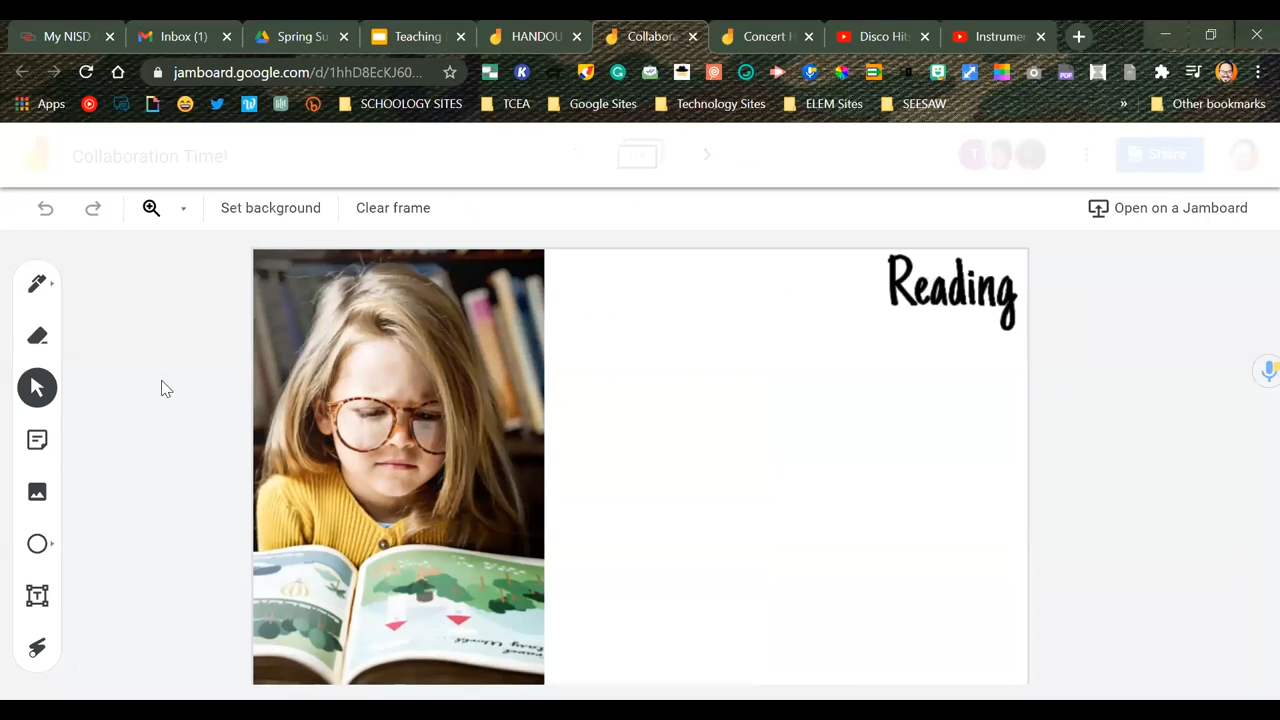 My NISD
Inbox (1)
Spring Su
Teaching
HANDOU
Collabora
Concert H
Disco Hit
Instrumen
jamboard.google.com/d/1hhD8EcKJ60...
Apps
SCHOOLOGY SITES
TCEA
Google Sites
Technology Sites
ELEM Sites
SEESAW
»
Other bookmarks
Collaboration Time!
T
Share
Set background
Clear frame
Open on a Jamboard
Reading